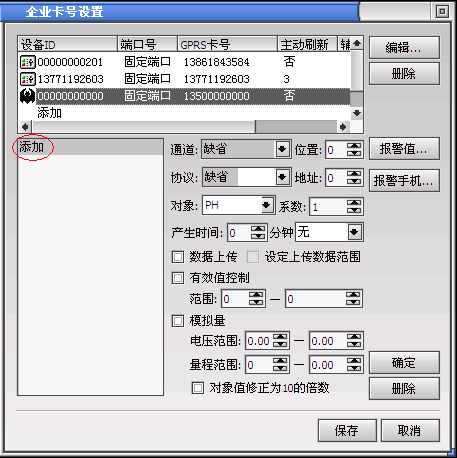 企业卡号设置
设备ID 端口号 GPRS卡号 主动刷新
00000000201 固定端口 13861843584 否
13771192603 固定端口 13771192603 3
00000000000 固定端口 13500000000 否
添加
编辑...
删除
添加
通道: 缺省 位置: 0
报警值...
协议: 缺省 地址: 0
报警手机...
对象: PH 系数: 1
产生时间: 0 分钟 无
数据上传 设定上传数据范围
有效值控制
范围: 0 — 0
模拟量
电压范围: 0.00 — 0.00
量程范围: 0 — 0.00
确定
对象值修正为10的倍数
删除
保存 取消